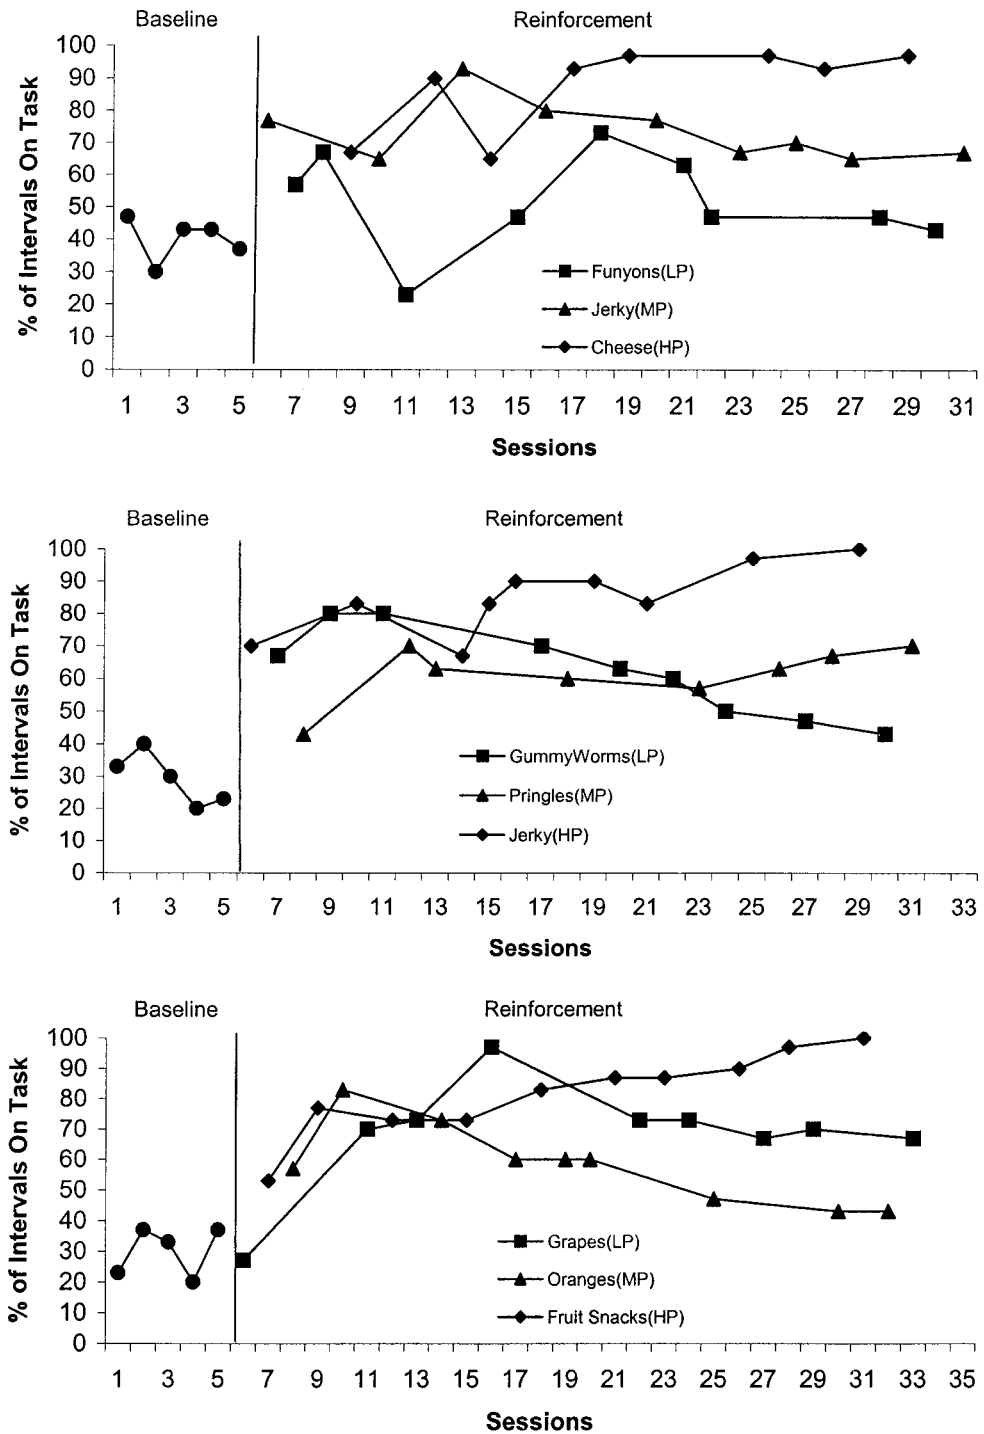 Baseline Reinforcement
100
90
80
70
60
50
40
30
20
10
0
% of Intervals On Task
Funyons(LP)
Jerky(MP)
Cheese(HP)
1 3 5 7 9 11 13 15 17 19 21 23 25 27 29 31
Sessions
Baseline Reinforcement
100
90
80
70
60
50
40
30
20
10
0
% of Intervals On Task
GummyWorms(LP)
Pringles(MP)
Jerky(HP)
1 3 5 7 9 11 13 15 17 19 21 23 25 27 29 31 33
Sessions
Baseline Reinforcement
100
90
80
70
60
50
40
30
20
10
0
% of Intervals On Task
Grapes(LP)
Oranges(MP)
Fruit Snacks(HP)
1 3 5 7 9 11 13 15 17 19 21 23 25 27 29 31 33 35
Sessions